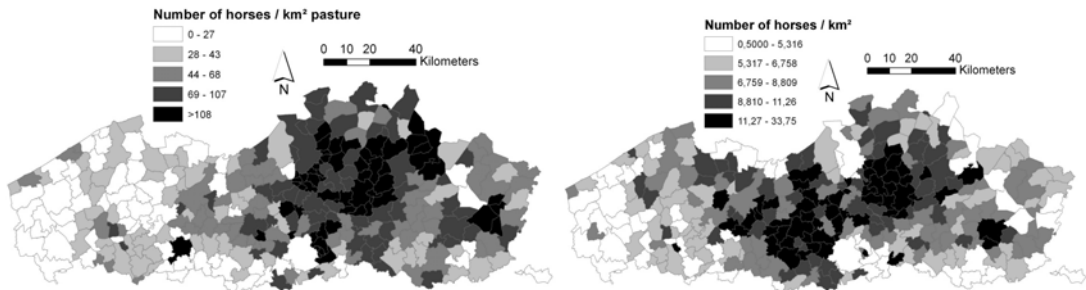 Number of horses / km² pasture
0 - 27
28 - 43
44 - 68
69 - 107
>108
0 10 20 40
Kilometers
N
Number of horses / km²
0,5000 - 5,316
5,317 - 6,758
6,759 - 8,809
8,810 - 11,26
11,27 - 33,75
0 10 20 40
Kilometers
N